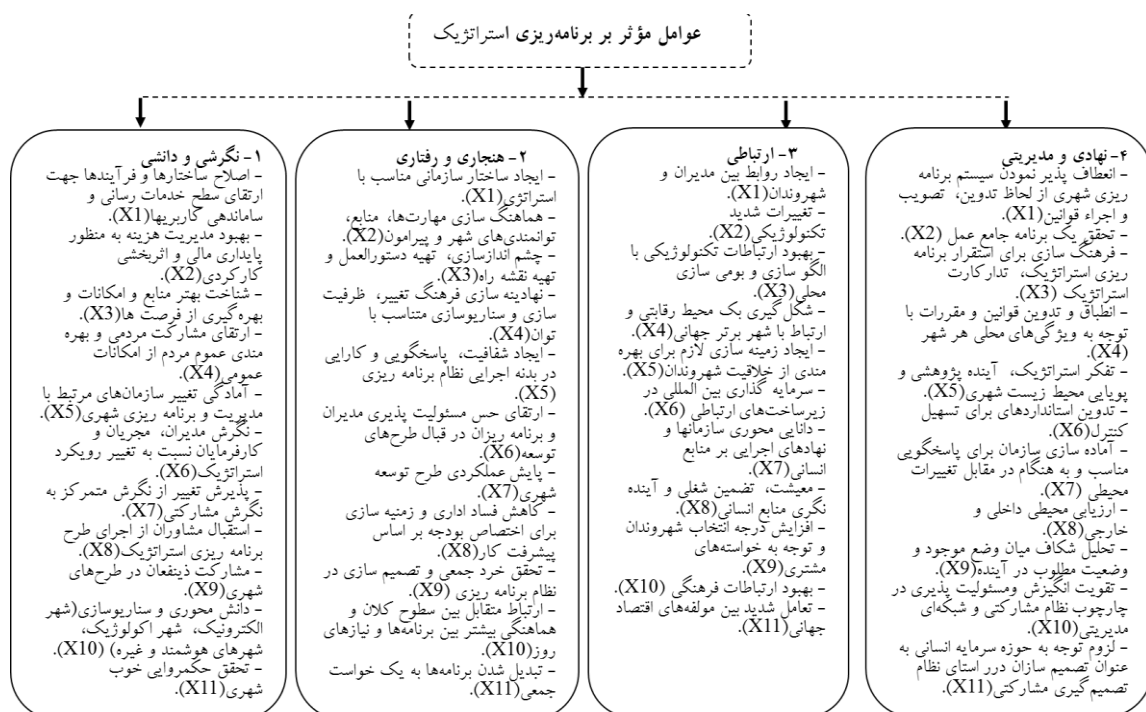 عوامل مؤثر بر برنامه‌ریزی استراتژیک
۱- نگرشی و دانشی
- اصلاح ساختارها و فرآیندها جهت
ارتقای سطح خدمات رسانی و
ساماندهی کاربریها(X1).
- بهبود مدیریت هزینه به منظور
پایداری مالی و اثربخشی
کارکردی(X2).
- شناخت بهتر منابع و امکانات و
بهره‌گیری از فرصت ها(X3).
- ارتقای مشارکت مردمی و بهره
مندی عموم مردم از امکانات
عمومی(X4).
- آمادگی تغییر سازمان‌های مرتبط با
مدیریت و برنامه ریزی شهری(X5).
- نگرش مدیران، مجریان و
کارفرمایان نسبت به تغییر رویکرد
استراتژیک(X6).
- پذیرش تغییر از نگرش متمرکز به
نگرش مشارکتی(X7).
- استقبال مشاوران از اجرای طرح
برنامه ریزی استراتژیک(X8).
- مشارکت ذینفعان در طرح‌های
شهری(X9).
- دانش محوری و سناریوسازی(شهر
الکترونیک، شهر اکولوژیک،
شهرهای هوشمند و غیره) (X10).
- تحقق حکمروایی خوب
شهری(X11).
۲- هنجاری و رفتاری
- ایجاد ساختار سازمانی مناسب با
استراتژی(X1).
- هماهنگ سازی مهارت‌ها، منابع،
توانمندی‌های شهر و پیرامون(X2).
- چشم اندازسازی، تهیه دستورالعمل و
تهیه نقشه راه(X3).
- نهادینه سازی فرهنگ تغییر، ظرفیت
سازی و سناریوسازی متناسب با
توان(X4).
- ایجاد شفافیت، پاسخگویی و کارایی
در بدنه اجرایی نظام برنامه ریزی
(X5).
- ارتقای حس مسئولیت پذیری مدیران
و برنامه ریزان در قبال طرح‌های
توسعه(X6).
- پایش عملکردی طرح توسعه
شهری(X7).
- کاهش فساد اداری و زمنیه سازی
برای اختصاص بودجه بر اساس
پیشرفت کار(X8).
- تحقق خرد جمعی و تصمیم سازی در
نظام برنامه ریزی (X9).
- ارتباط متقابل بین سطوح کلان و
هماهنگی بیشتر بین برنامه‌ها و نیازهای
روز(X10).
- تبدیل شدن برنامه‌ها به یک خواست
جمعی(X11).
۳- ارتباطی
- ایجاد روابط بین مدیران و
شهروندان(X1).
- تغییرات شدید
تکنولوژیکی(X2).
- بهبود ارتباطات تکنولوژیکی با
الگو سازی و بومی سازی
محلی(X3).
- شکل‌گیری بک محیط رقابتی و
ارتباط با شهر برتر جهانی(X4).
- ایجاد زمینه سازی لازم برای بهره
مندی از خلاقیت شهروندان(X5).
- سرمایه گذاری بین المللی در
زیرساخت‌های ارتباطی (X6).
- دانایی محوری سازمانها و
نهادهای اجرایی بر منابع
انسانی(X7).
- معیشت، تضمین شغلی و آینده
نگری منابع انسانی(X8).
- افزایش درجه انتخاب شهروندان
و توجه به خواسته‌های
مشتری(X9).
- بهبود ارتباطات فرهنگی (X10).
- تعامل شدید بین مولفه‌های اقتصاد
جهانی(X11).
۴- نهادی و مدیریتی
- انعطاف پذیر نمودن سیستم برنامه
ریزی شهری از لحاظ تدوین، تصویب
و اجراء قوانین(X1).
- تحقق یک برنامه جامع عمل (X2).
- فرهنگ سازی برای استقرار برنامه
ریزی استراتژیک، تدارکارت
استراتژیک (X3).
- انطباق و تدوین قوانین و مقررات با
توجه به ویژگی‌های محلی هر شهر
(X4).
- تفکر استراتژیک، آینده پژوهشی و
پویایی محیط زیست شهری(X5).
- تدوین استانداردهای برای تسهیل
کنترل(X6).
- آماده سازی سازمان برای پاسخگویی
مناسب و به هنگام در مقابل تغییرات
محیطی (X7).
- ارزیابی محیطی داخلی و
خارجی(X8).
- تحلیل شکاف میان وضع موجود و
وضعیت مطلوب در آینده(X9).
- تقویت انگیزش ومسئولیت پذیری در
چارچوب نظام مشارکتی و شبکه‌ای
مدیریتی(X10).
- لزوم توجه به حوزه سرمایه انسانی به
عنوان تصمیم سازان درر استای نظام
تصمیم گیری مشارکتی(X11).